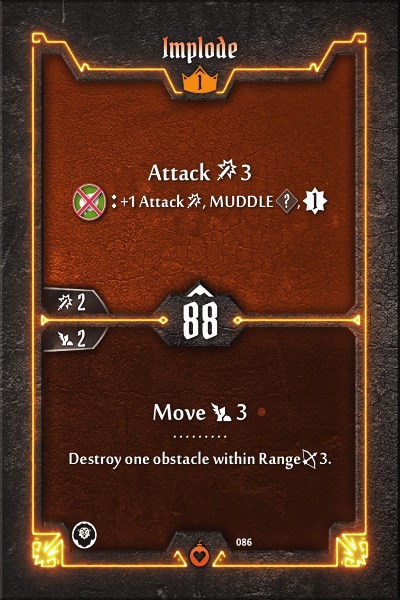 Implode
1
Attack 3
: +1 Attack , MUDDLE ? , 1
2
88
2
Move 3
Destroy one obstacle within Range 3.
086